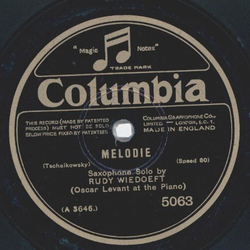 "Magic Notes"
TRADE MARK
Columbia
THIS RECORD (MADE BY PATENTED
PROCESS) MUST NOT BE SOLD
BELOW PRICE FIXED BY PATENTEES.
COLUMBIA GRAPHOPHONE CO.
LIMITED LONDON, E.C.1.
MADE IN ENGLAND
MELODIE
(Tschaikowsky)
(Speed 80)
Saxophone Solo by
RUDY WIEDOEFT
(Oscar Levant at the Piano)
(A 3646.)
5063